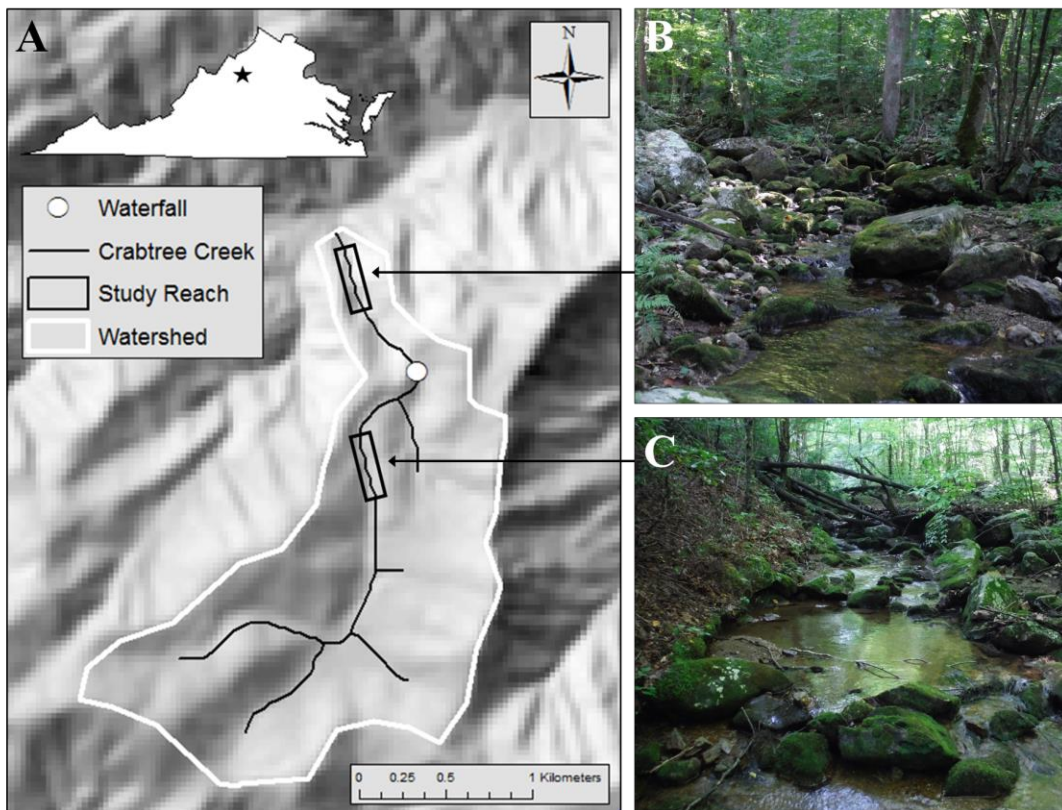 A
N
Waterfall
Crabtree Creek
Study Reach
Watershed
0 0.25 0.5 1 Kilometers
B
C